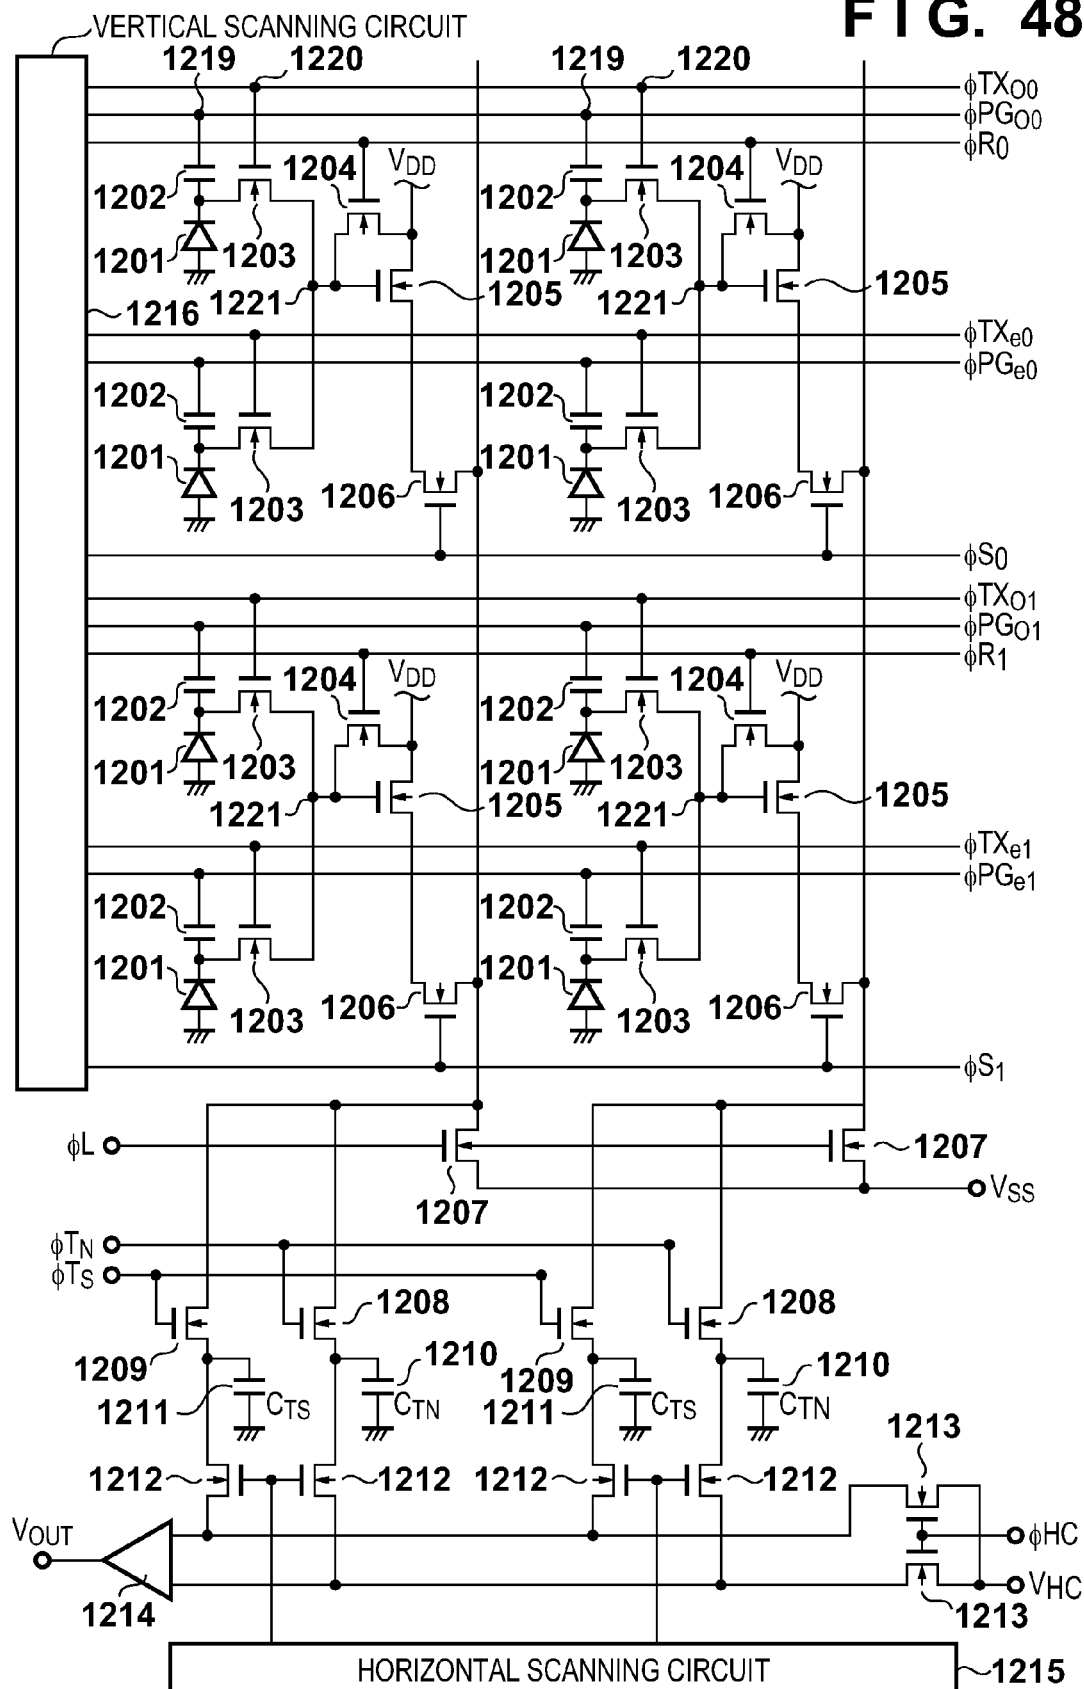 FIG. 48
VERTICAL SCANNING CIRCUIT
1219 1220 1219 1220
ϕTXO0
ϕPGO0
ϕR0
1202 1204 VDD 1202 1204 VDD
1201 1203 1201 1203
1221 1205 1221 1205
1216
ϕTXe0
ϕPGe0
1202 1202
1201 1203 1206 1201 1203 1206
ϕS0
ϕTXO1
ϕPGO1
ϕR1
1202 1204 VDD 1202 1204 VDD
1201 1203 1201 1203
1221 1205 1221 1205
ϕTXe1
ϕPGe1
1202 1202
1201 1203 1206 1201 1203 1206
ϕS1
ϕL 1207
1207 VSS
ϕTN
ϕTS
1208 1208
1209 1210 1209 1210
1211 CTS CTN 1211 CTS CTN
1213
1212 1212 1212 1212
VOUT ϕHC
VHC
1214 1213
HORIZONTAL SCANNING CIRCUIT 1215